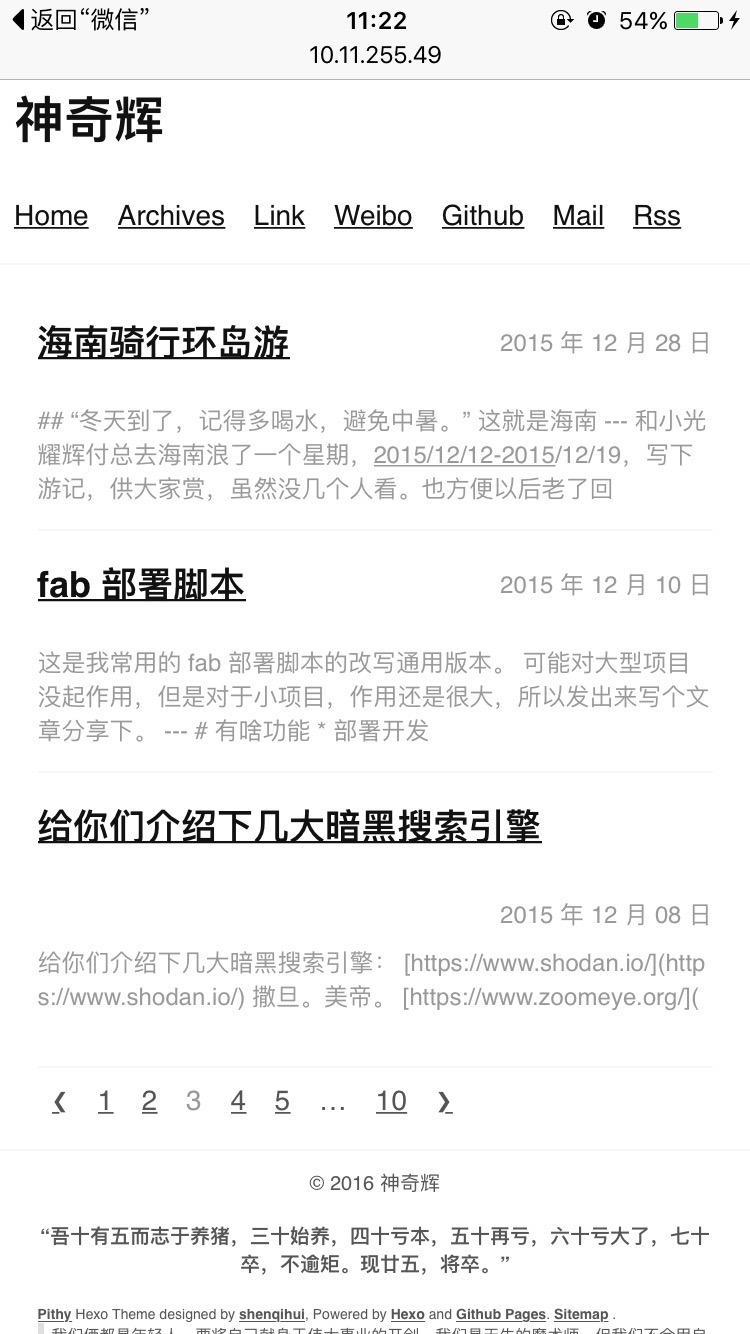 返回“微信” 11:22 54%
10.11.255.49
神奇辉
Home Archives Link Weibo Github Mail Rss
海南骑行环岛游 2015 年 12 月 28 日
## “冬天到了，记得多喝水，避免中暑。” 这就是海南 --- 和小光
耀辉付总去海南浪了一个星期，2015/12/12-2015/12/19，写下
游记，供大家赏，虽然没几个人看。也方便以后老了回
fab 部署脚本 2015 年 12 月 10 日
这是我常用的 fab 部署脚本的改写通用版本。 可能对大型项目
没起作用，但是对于小项目，作用还是很大，所以发出来写个文
章分享下。 --- # 有啥功能 * 部署开发
给你们介绍下几大暗黑搜索引擎
2015 年 12 月 08 日
给你们介绍下几大暗黑搜索引擎： [https://www.shodan.io/](http
s://www.shodan.io/) 撒旦。美帝。 [https://www.zoomeye.org/](
❮ 1 2 3 4 5 … 10 ❯
© 2016 神奇辉
“吾十有五而志于养猪，三十始养，四十亏本，五十再亏，六十亏大了，七十
卒，不逾矩。现廿五，将卒。”
Pithy Hexo Theme designed by shenqihui, Powered by Hexo and Github Pages. Sitemap .